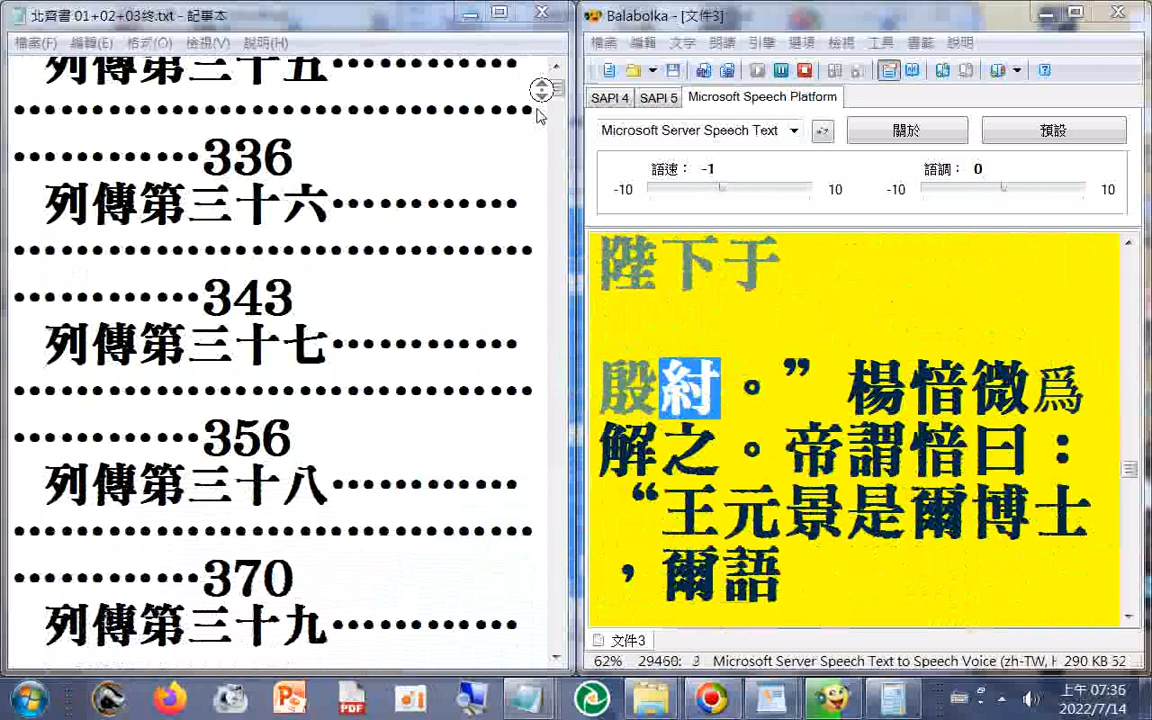 北齊書01+02+03終.txt - 記事本
檔案(F) 編輯(E) 格式(O) 檢視(V) 說明(H)
列傳第三十五⋯⋯⋯⋯⋯⋯
⋯⋯⋯⋯⋯⋯⋯⋯⋯⋯⋯
⋯⋯⋯⋯336
列傳第三十六⋯⋯⋯⋯⋯⋯
⋯⋯⋯⋯⋯⋯⋯⋯⋯⋯⋯
⋯⋯⋯⋯343
列傳第三十七⋯⋯⋯⋯⋯⋯
⋯⋯⋯⋯⋯⋯⋯⋯⋯⋯⋯
⋯⋯⋯⋯356
列傳第三十八⋯⋯⋯⋯⋯⋯
⋯⋯⋯⋯⋯⋯⋯⋯⋯⋯⋯
⋯⋯⋯⋯370
列傳第三十九⋯⋯⋯⋯⋯⋯
Balabolka - [文件3]
檔案 編輯 文字 朗讀 引擎 選項 檢視 工具 書籤 說明
SAPI 4 SAPI 5 Microsoft Speech Platform
Microsoft Server Speech Text 關於 預設
語速： -1 語調： 0
-10 10 -10 10
陛下于
殷紂。”楊愔微爲
解之。帝謂愔曰：
“王元景是爾博士
，爾語
文件3
62% 29460: 3 Microsoft Server Speech Text to Speech Voice (zh-TW, H 290 KB 52
PDF
上午 07:36
2022/7/14